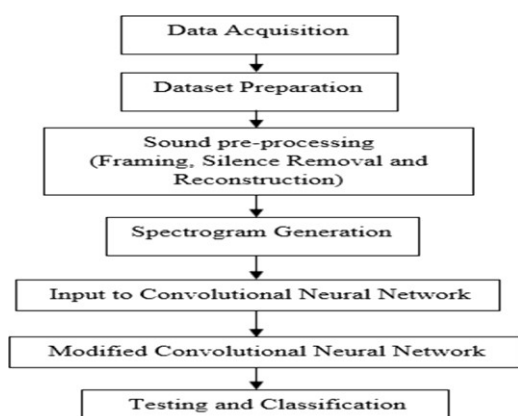 Data Acquisition
Dataset Preparation
Sound pre-processing
(Framing, Silence Removal and
Reconstruction)
Spectrogram Generation
Input to Convolutional Neural Network
Modified Convolutional Neural Network
Testing and Classification